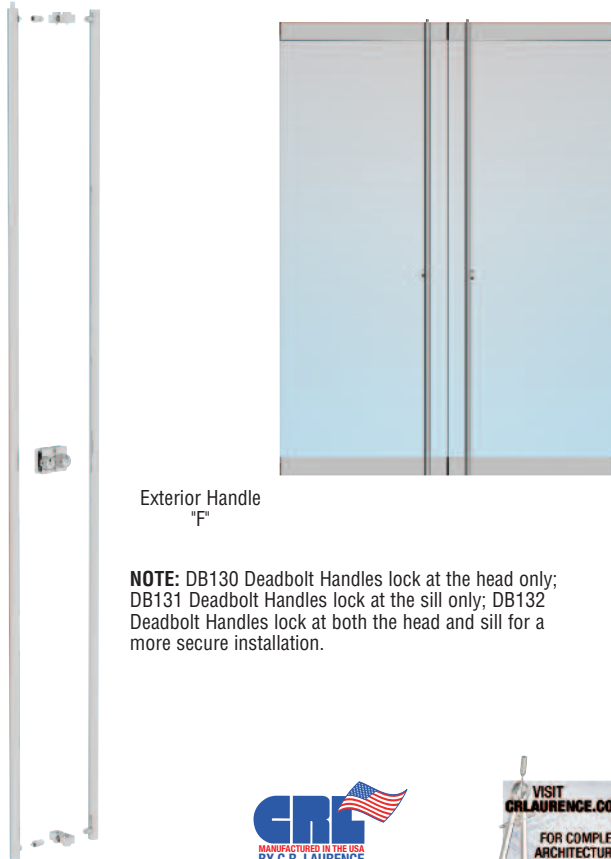 Exterior Handle
"F"
NOTE: DB130 Deadbolt Handles lock at the head only;
DB131 Deadbolt Handles lock at the sill only; DB132
Deadbolt Handles lock at both the head and sill for a
more secure installation.
CRL
MANUFACTURED IN THE USA
BY C.R. LAURENCE
VISIT
CRLAURENCE.CO
FOR COMPLE
ARCHITECTUR